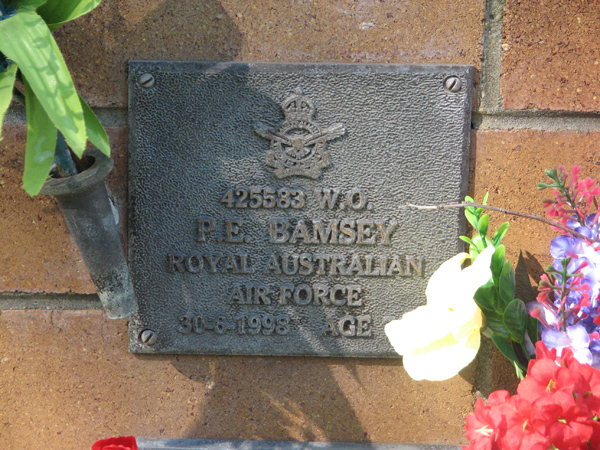 425583 W.O.
P.E. BAMSEY
ROYAL AUSTRALIAN
AIR FORCE
30-6-1998 AGE